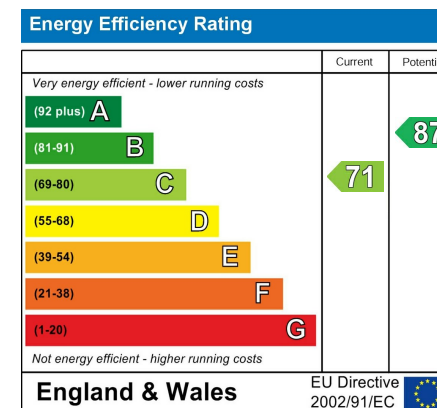 Energy Efficiency Rating
Current Potenti
Very energy efficient - lower running costs
(92 plus) A
(81-91) B
87
(69-80) C
71
(55-68) D
(39-54) E
(21-38) F
(1-20) G
Not energy efficient - higher running costs
England & Wales
EU Directive
2002/91/EC